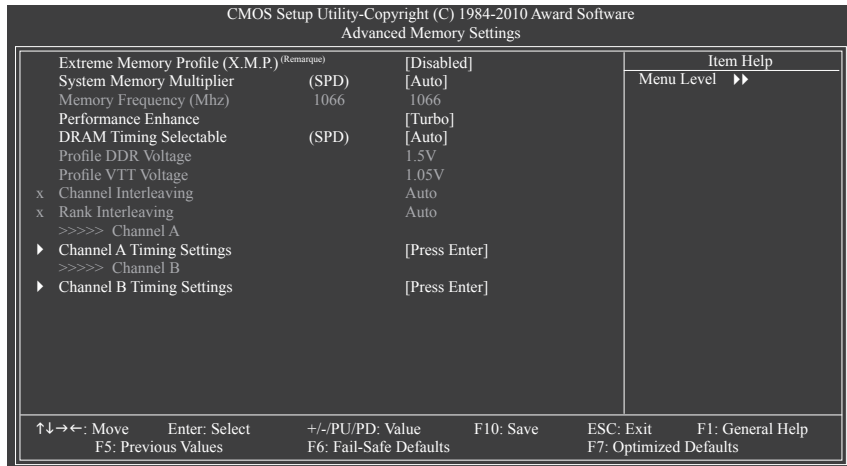 CMOS Setup Utility-Copyright (C) 1984-2010 Award Software
Advanced Memory Settings
Extreme Memory Profile (X.M.P.) (Remarque) [Disabled]
System Memory Multiplier (SPD) [Auto]
Memory Frequency (Mhz) 1066 1066
Performance Enhance [Turbo]
DRAM Timing Selectable (SPD) [Auto]
Profile DDR Voltage 1.5V
Profile VTT Voltage 1.05V
x Channel Interleaving Auto
x Rank Interleaving Auto
>>>>> Channel A
▶ Channel A Timing Settings [Press Enter]
>>>>> Channel B
▶ Channel B Timing Settings [Press Enter]
Item Help
Menu Level ▶▶
↑↓→←: Move Enter: Select +/-/PU/PD: Value F10: Save ESC: Exit F1: General Help
F5: Previous Values F6: Fail-Safe Defaults F7: Optimized Defaults